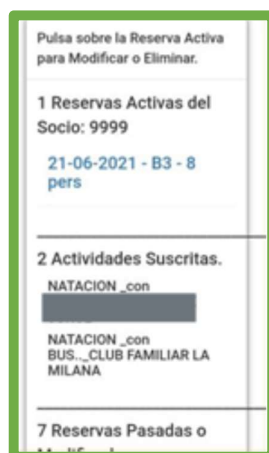 Pulsa sobre la Reserva Activa
para Modificar o Eliminar.
1 Reservas Activas del
Socio: 9999
21-06-2021 - B3 - 8
pers
2 Actividades Suscritas.
NATACION _con
NATACION _con
BUS.._CLUB FAMILIAR LA
MILANA
7 Reservas Pasadas o